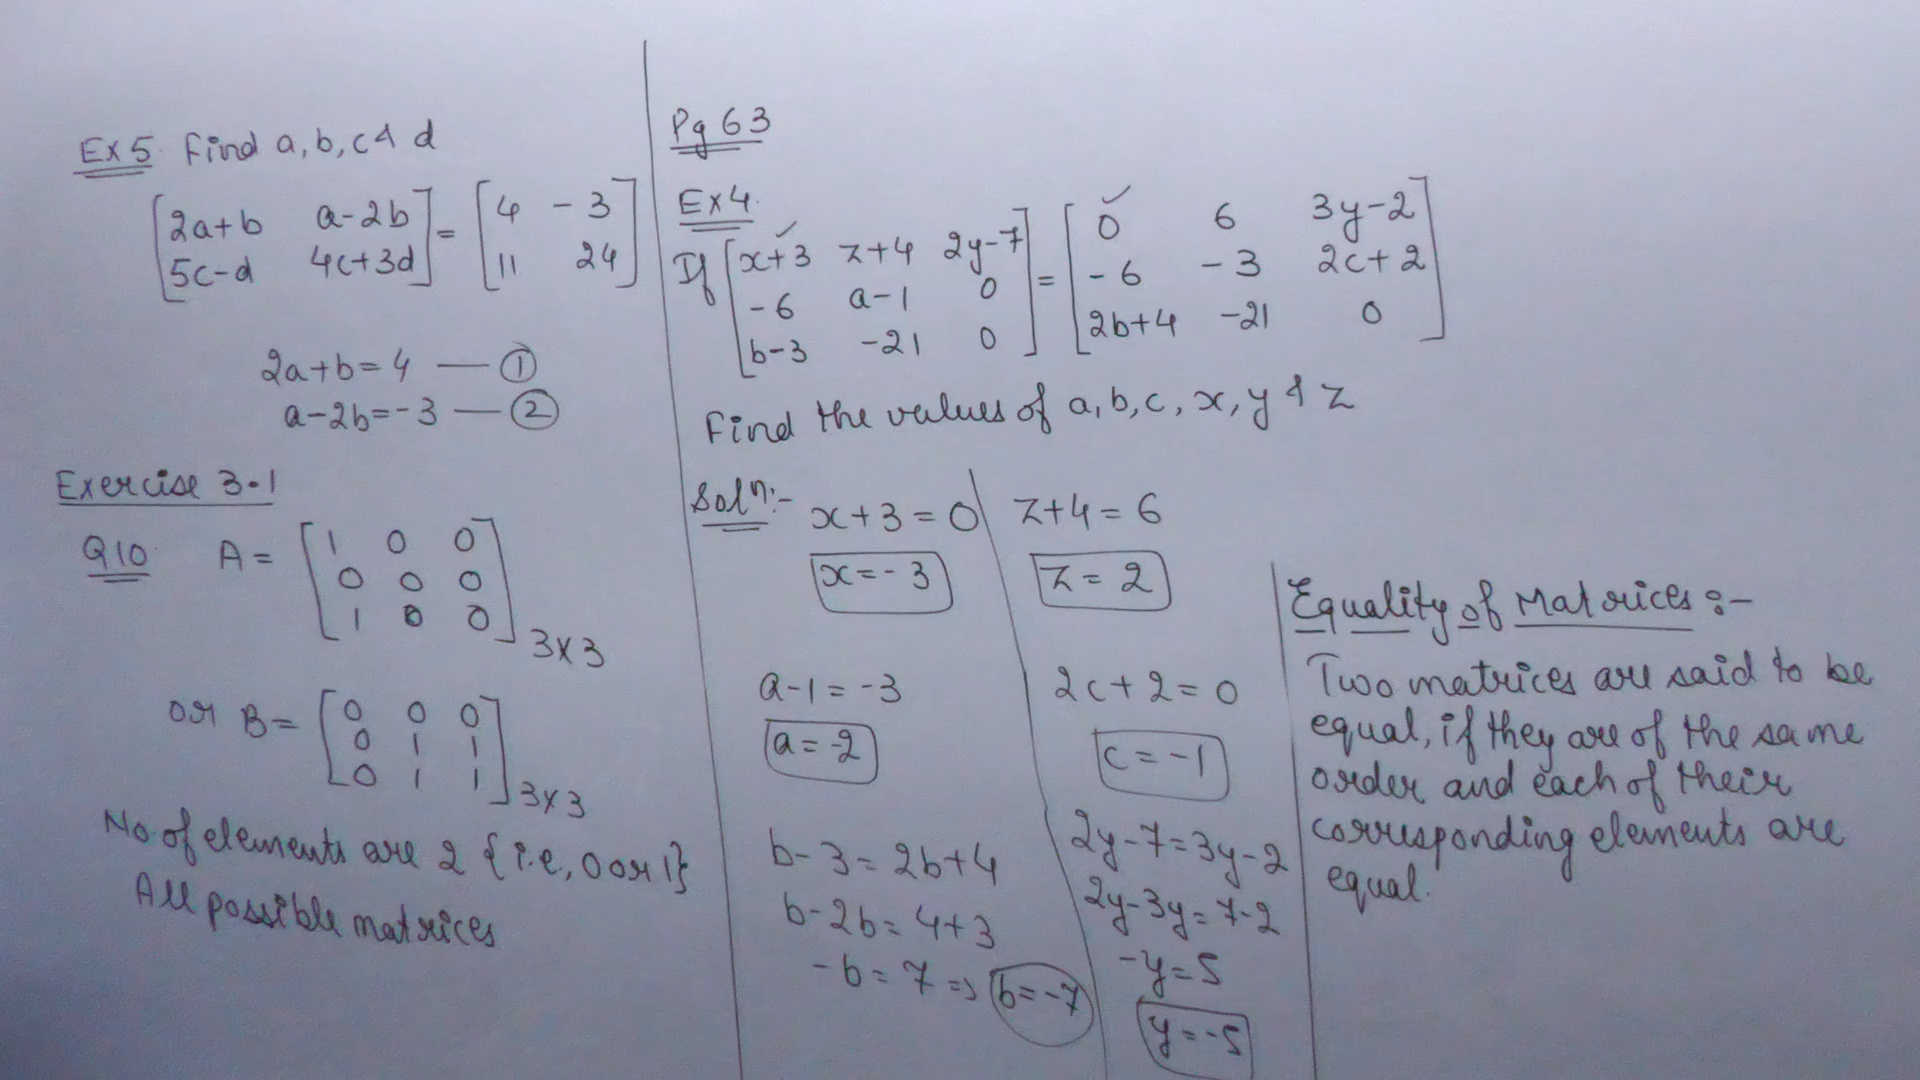 Ex 5. Find a, b, c & d
[2a+b a-2b] = [4 -3]
[5c-d 4c+3d] [11 24]
2a+b=4 — ①
a-2b=-3 — ②
Exercise 3.1
Q10 A = [1 0 0]
[0 0 0]
[1 0 0] 3x3
or B = [0 0 0]
[0 1 1]
[0 1 1] 3x3
No. of elements are 2 {i.e., 0 or 1}
All possible matrices
Pg 63
Ex 4.
If [x+3 z+4 2y-7] = [0 6 3y-2]
[-6 a-1 0] [-6 -3 2c+2]
[b-3 -21 0] [2b+4 -21 0]
Find the values of a, b, c, x, y & z
Solⁿ:- x+3=0
x=-3
z+4=6
z=2
a-1=-3
a=-2
2c+2=0
c=-1
b-3=2b+4
b-2b=4+3
-b=7 => b=-7
2y-7=3y-2
2y-3y=7-2
-y=5
y=-5
Equality of Matrices :-
Two matrices are said to be
equal, if they are of the same
order and each of their
corresponding elements are
equal.